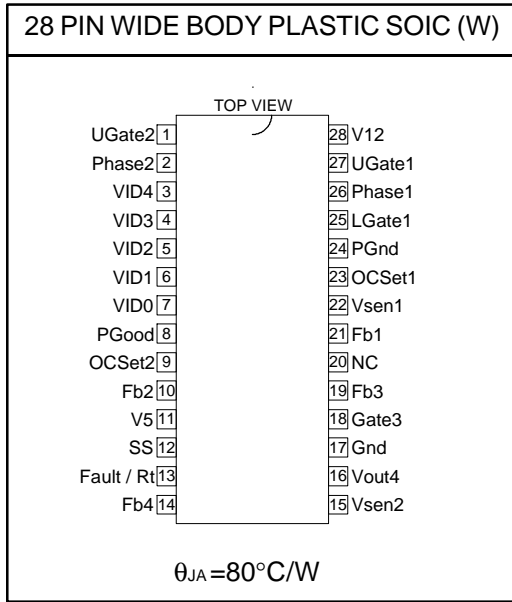 28 PIN WIDE BODY PLASTIC SOIC (W)
TOP VIEW
UGate2 1 28 V12
Phase2 2 27 UGate1
VID4 3 26 Phase1
VID3 4 25 LGate1
VID2 5 24 PGnd
VID1 6 23 OCSet1
VID0 7 22 Vsen1
PGood 8 21 Fb1
OCSet2 9 20 NC
Fb2 10 19 Fb3
V5 11 18 Gate3
SS 12 17 Gnd
Fault / Rt 13 16 Vout4
Fb4 14 15 Vsen2
θJA =80°C/W